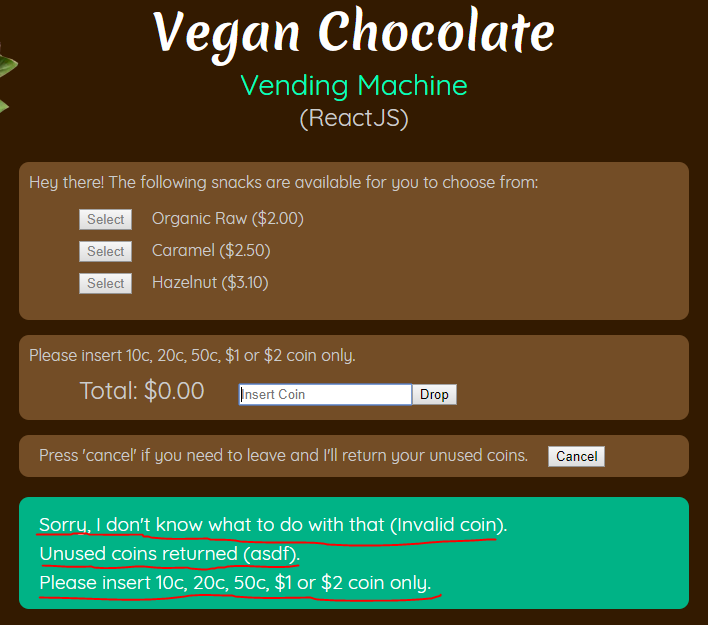 Vegan Chocolate
Vending Machine
(ReactJS)
Hey there! The following snacks are available for you to choose from:
Select Organic Raw ($2.00)
Select Caramel ($2.50)
Select Hazelnut ($3.10)
Please insert 10c, 20c, 50c, $1 or $2 coin only.
Total: $0.00 Insert Coin Drop
Press 'cancel' if you need to leave and I'll return your unused coins. Cancel
Sorry, I don't know what to do with that (Invalid coin).
Unused coins returned (asdf).
Please insert 10c, 20c, 50c, $1 or $2 coin only.